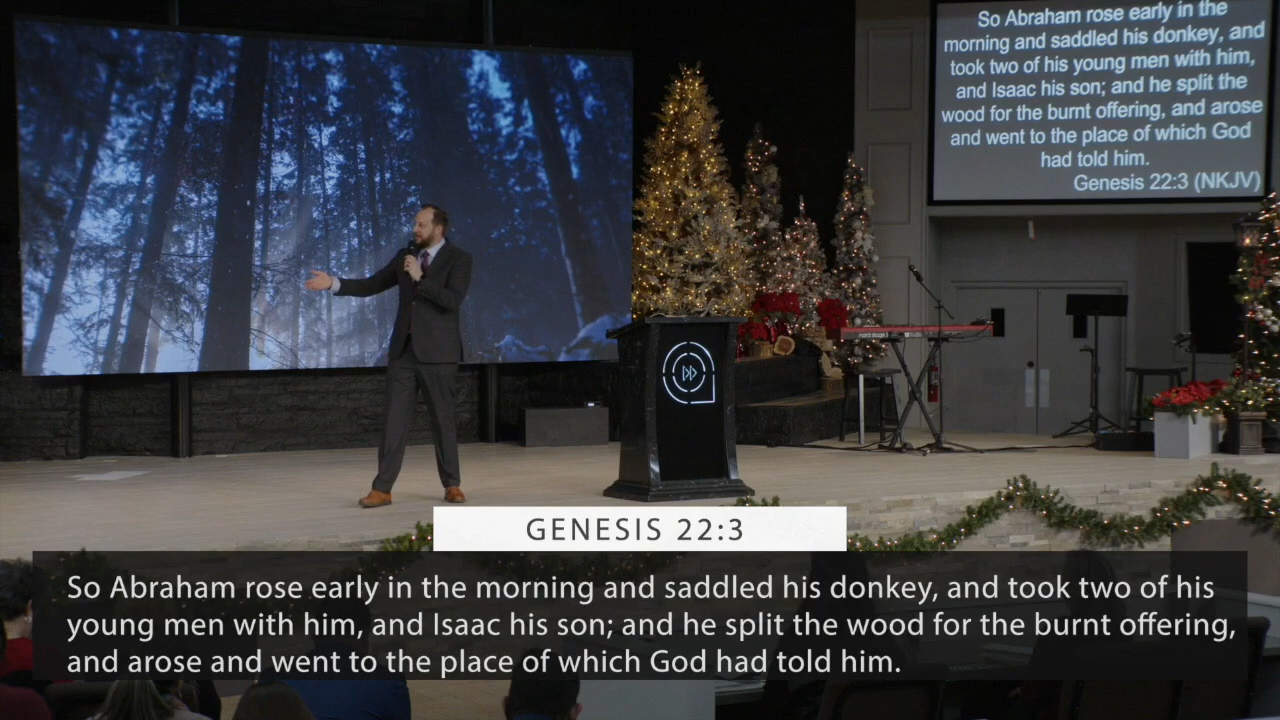 So Abraham rose early in the
morning and saddled his donkey, and
took two of his young men with him,
and Isaac his son; and he split the
wood for the burnt offering, and arose
and went to the place of which God
had told him.
Genesis 22:3 (NKJV)
GENESIS 22:3
So Abraham rose early in the morning and saddled his donkey, and took two of his
young men with him, and Isaac his son; and he split the wood for the burnt offering,
and arose and went to the place of which God had told him.